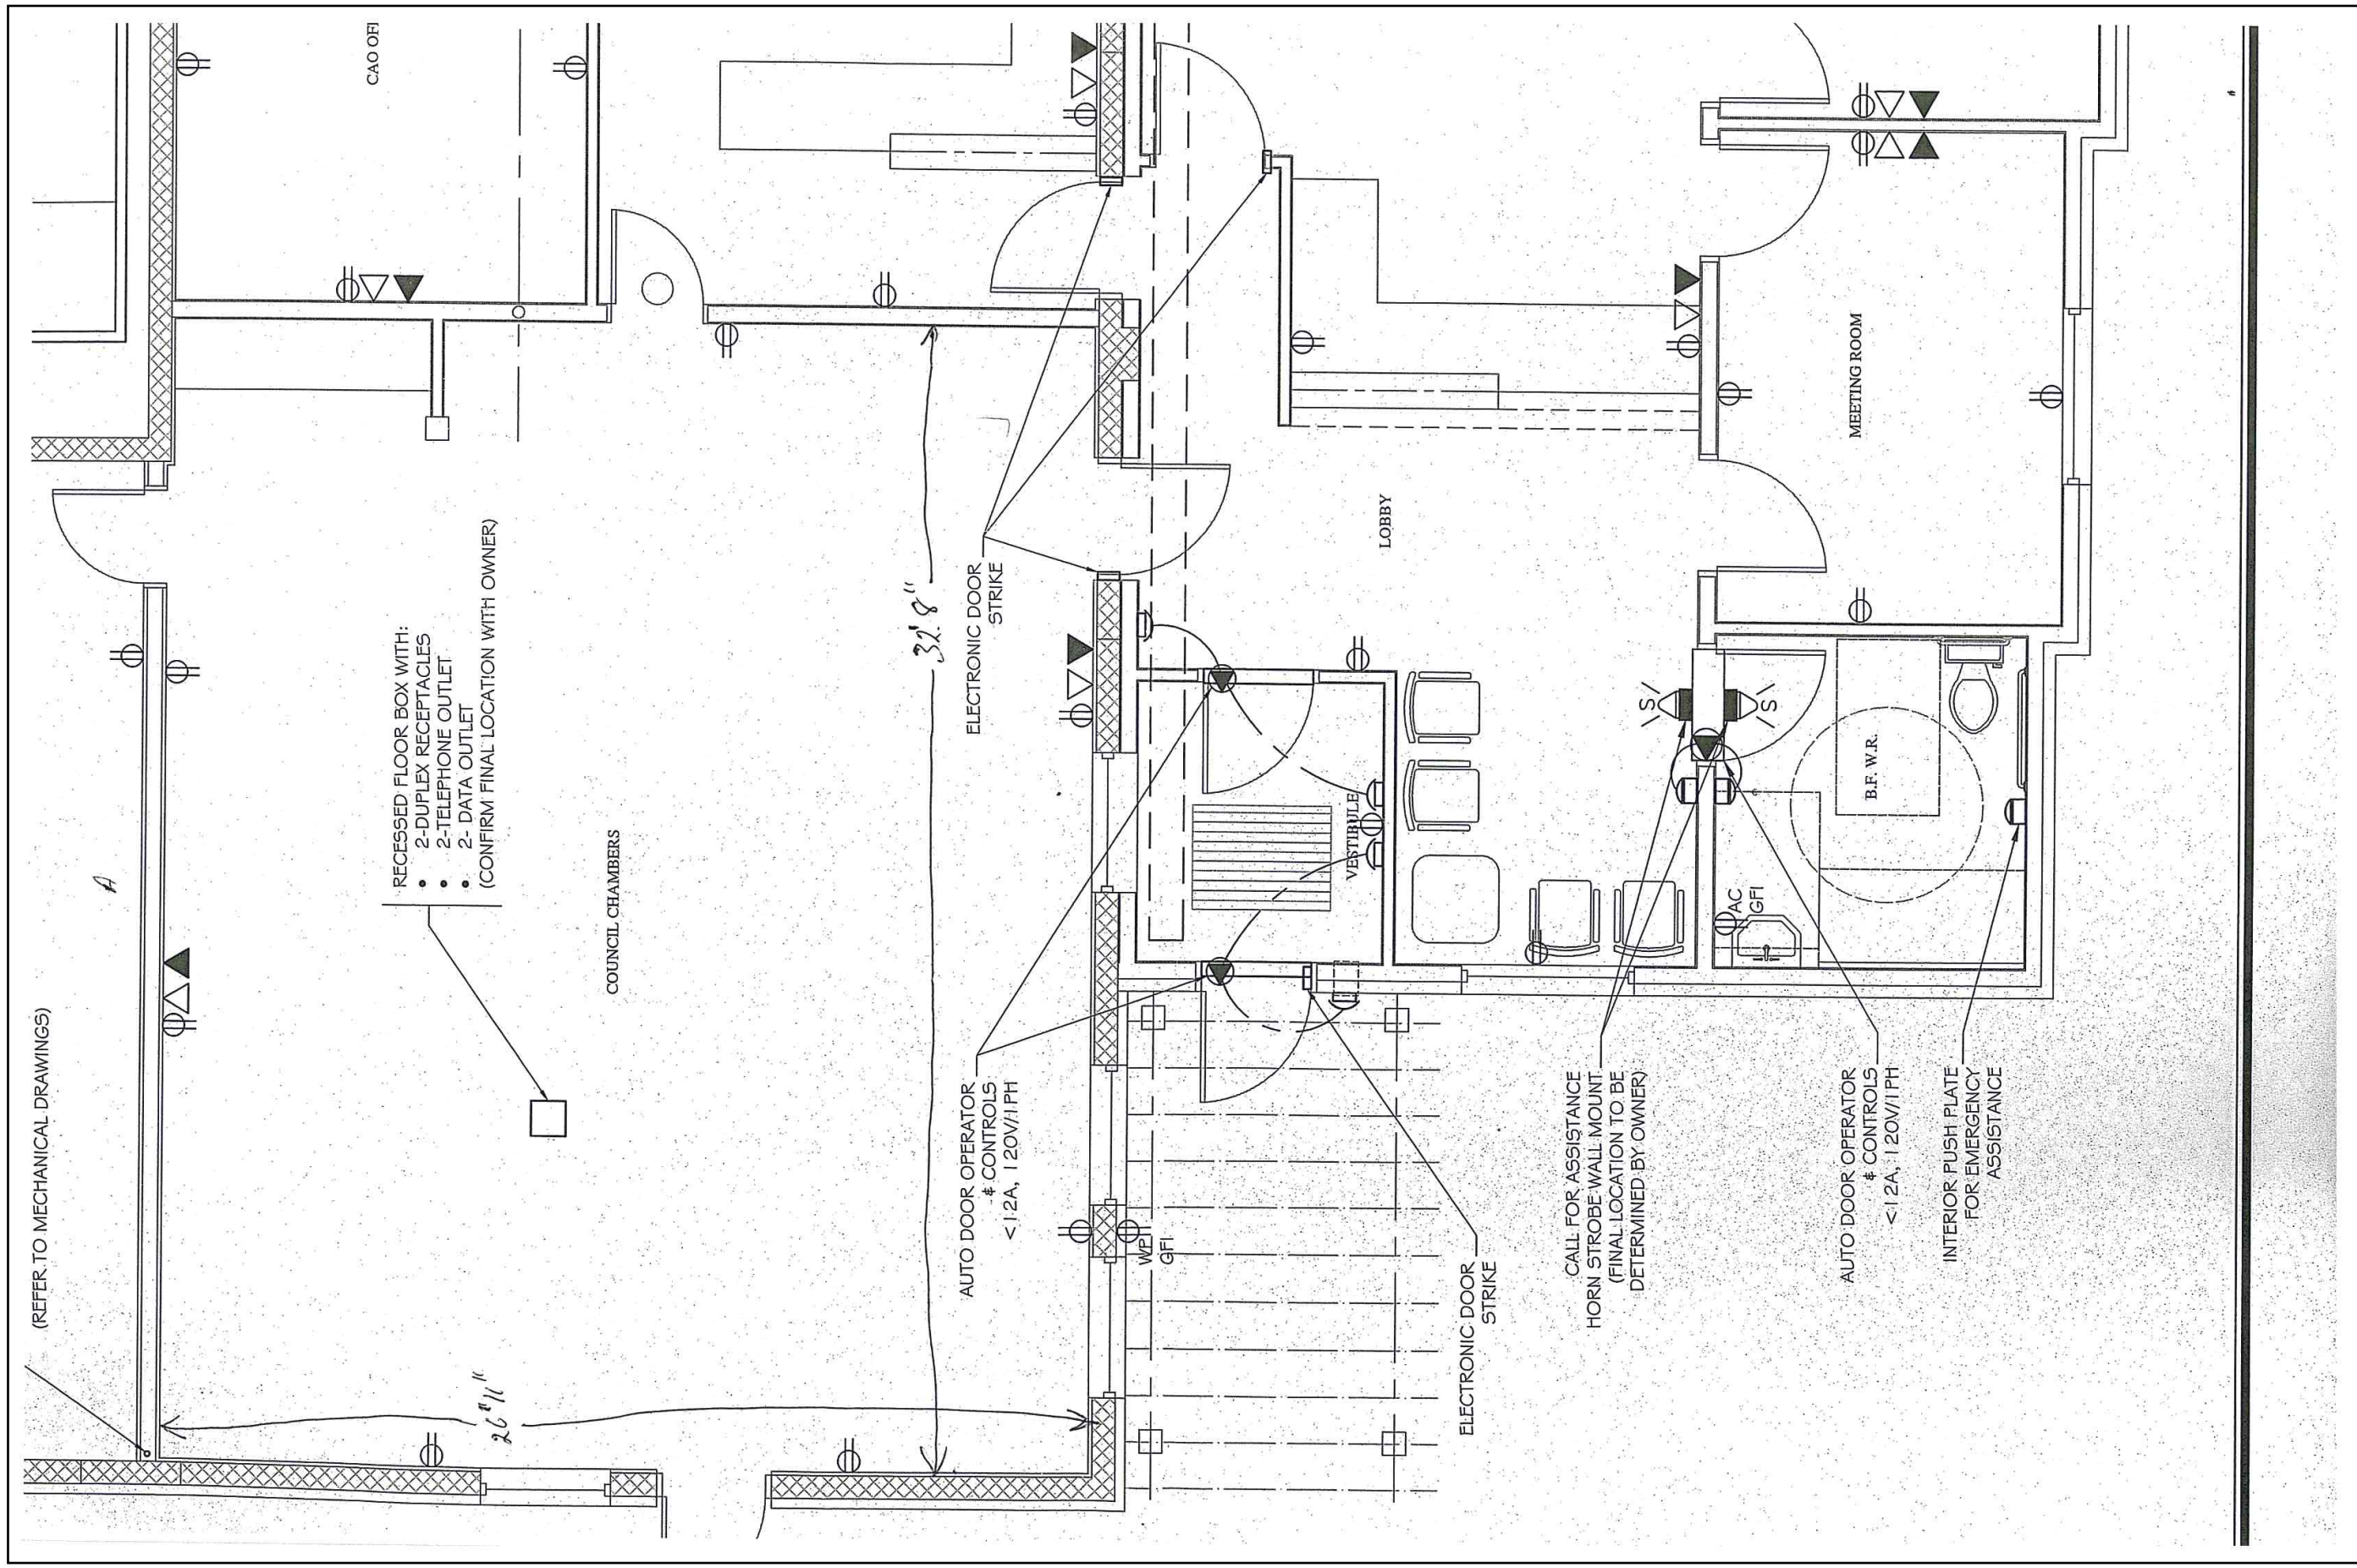 (REFER TO MECHANICAL DRAWINGS)
A
RECESSED FLOOR BOX WITH:
• 2-DUPLEX RECEPTACLES
• 2-TELEPHONE OUTLET
• 2- DATA OUTLET
(CONFIRM FINAL LOCATION WITH OWNER)
CAO OFI
COUNCIL CHAMBERS
26'11"
32'8"
ELECTRONIC DOOR
STRIKE
AUTO DOOR OPERATOR
& CONTROLS
<12A, 120V/1PH
WP
GFI
VESTIBULE
LOBBY
ELECTRONIC DOOR
STRIKE
CALL FOR ASSISTANCE
HORN STROBE WALL MOUNT
(FINAL LOCATION TO BE
DETERMINED BY OWNER)
S
S
AC
GFI
B.F. W.R.
MEETING ROOM
AUTO DOOR OPERATOR
& CONTROLS
<12A, 120V/1PH
INTERIOR PUSH PLATE
FOR EMERGENCY
ASSISTANCE